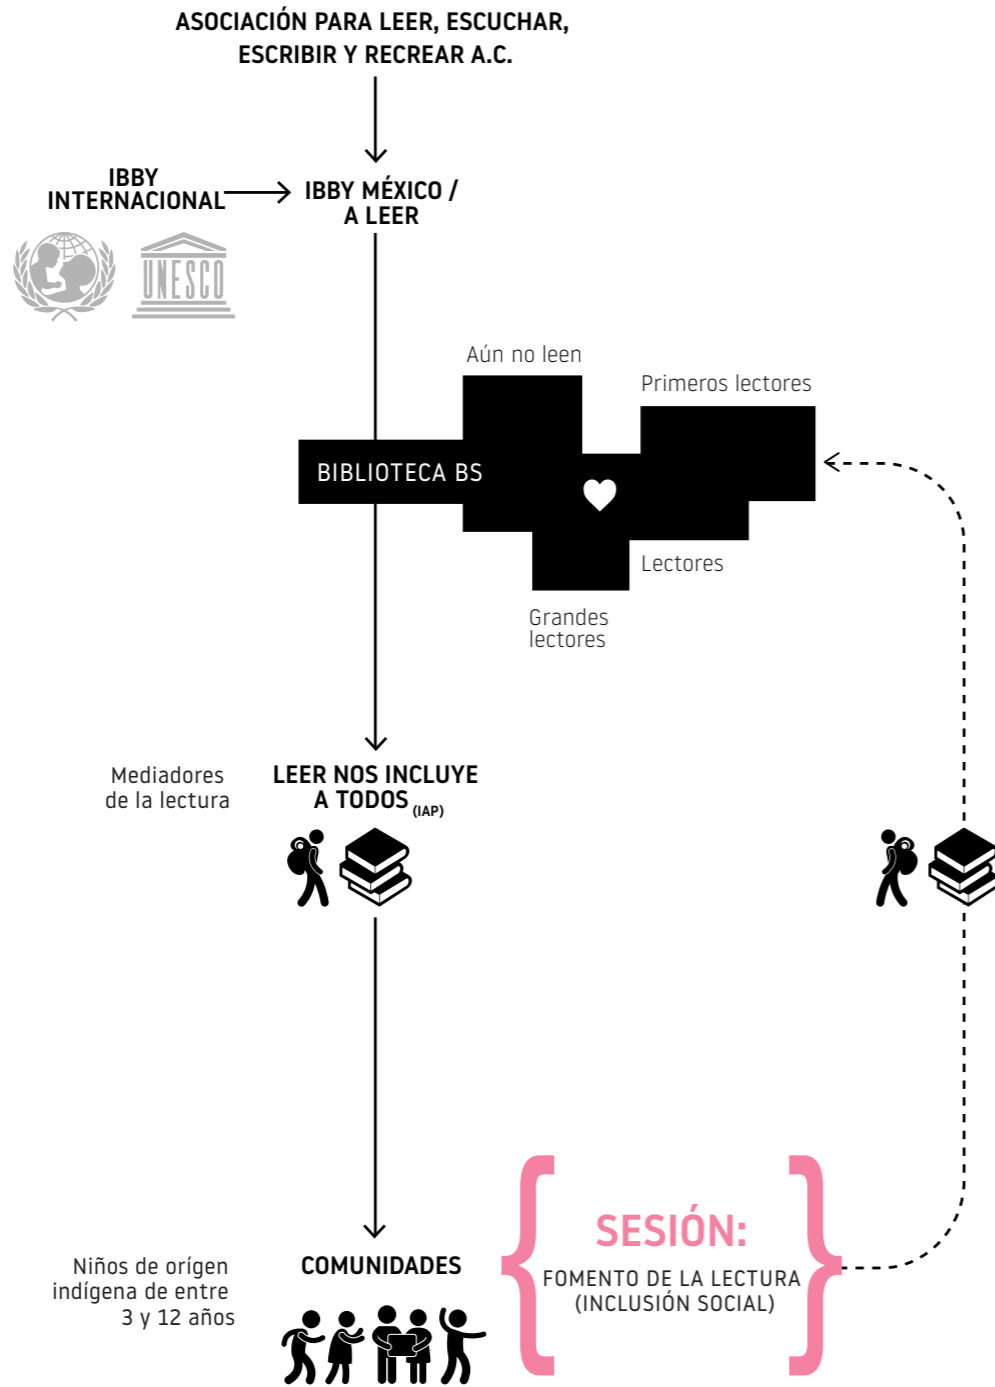 ASOCIACIÓN PARA LEER, ESCUCHAR,
ESCRIBIR Y RECREAR A.C.
IBBY
INTERNACIONAL
IBBY MÉXICO /
A LEER
UNESCO
Aún no leen
Primeros lectores
BIBLIOTECA BS
Lectores
Grandes
lectores
Mediadores
de la lectura
LEER NOS INCLUYE
A TODOS (IAP)
Niños de orígen
indígena de entre
3 y 12 años
COMUNIDADES
SESIÓN:
FOMENTO DE LA LECTURA
(INCLUSIÓN SOCIAL)